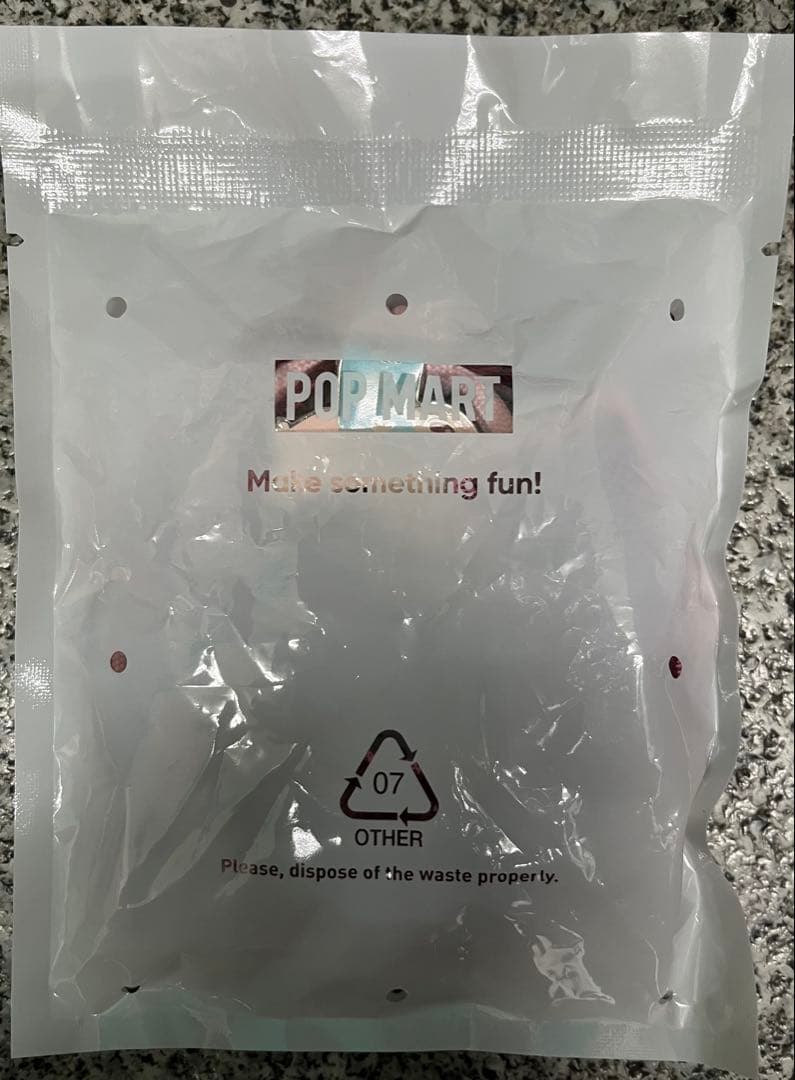 POP MART
Make something fun!
07
OTHER
Please, dispose of the waste properly.